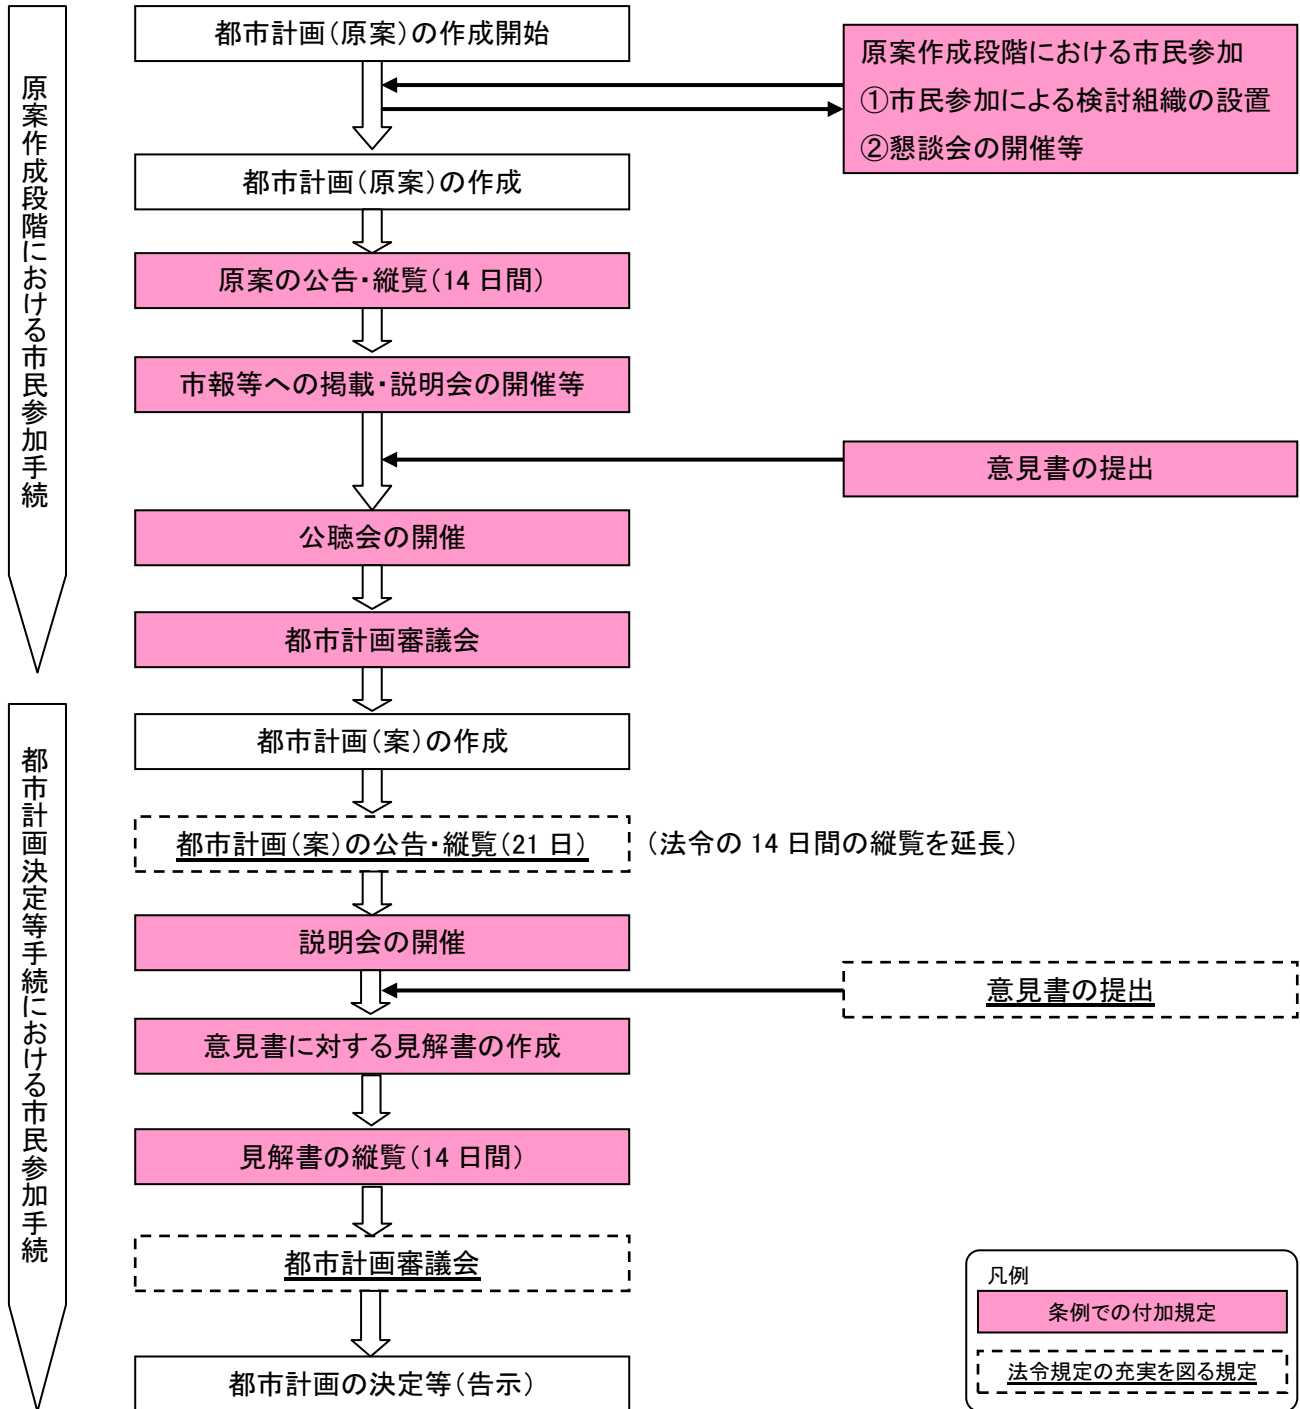 都市計画（原案）の作成開始
原案作成段階における市民参加
①市民参加による検討組織の設置
②懇談会の開催等
原案作成段階における市民参加手続
都市計画（原案）の作成
原案の公告・縦覧（14 日間）
市報等への掲載・説明会の開催等
意見書の提出
公聴会の開催
都市計画審議会
都市計画決定等手続における市民参加手続
都市計画（案）の作成
都市計画（案）の公告・縦覧（21 日）
（法令の 14 日間の縦覧を延長）
説明会の開催
意見書の提出
意見書に対する見解書の作成
見解書の縦覧（14 日間）
都市計画審議会
都市計画の決定等（告示）
凡例
条例での付加規定
法令規定の充実を図る規定